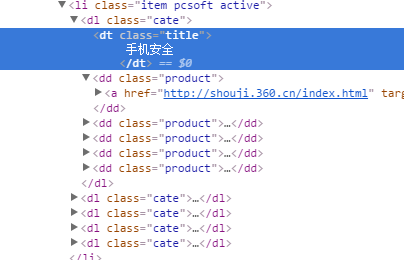 ▼<li class="item pcsoft active">
▼<dl class="cate">
<dt class="title">
手机安全
</dt> == $0
▼<dd class="product">
▶<a href="http://shouji.360.cn/index.html" targ
</dd>
▶<dd class="product">…</dd>
▶<dd class="product">…</dd>
▶<dd class="product">…</dd>
▶<dd class="product">…</dd>
</dl>
▶<dl class="cate">…</dl>
▶<dl class="cate">…</dl>
▶<dl class="cate">…</dl>
▶<dl class="cate">…</dl>
</li>